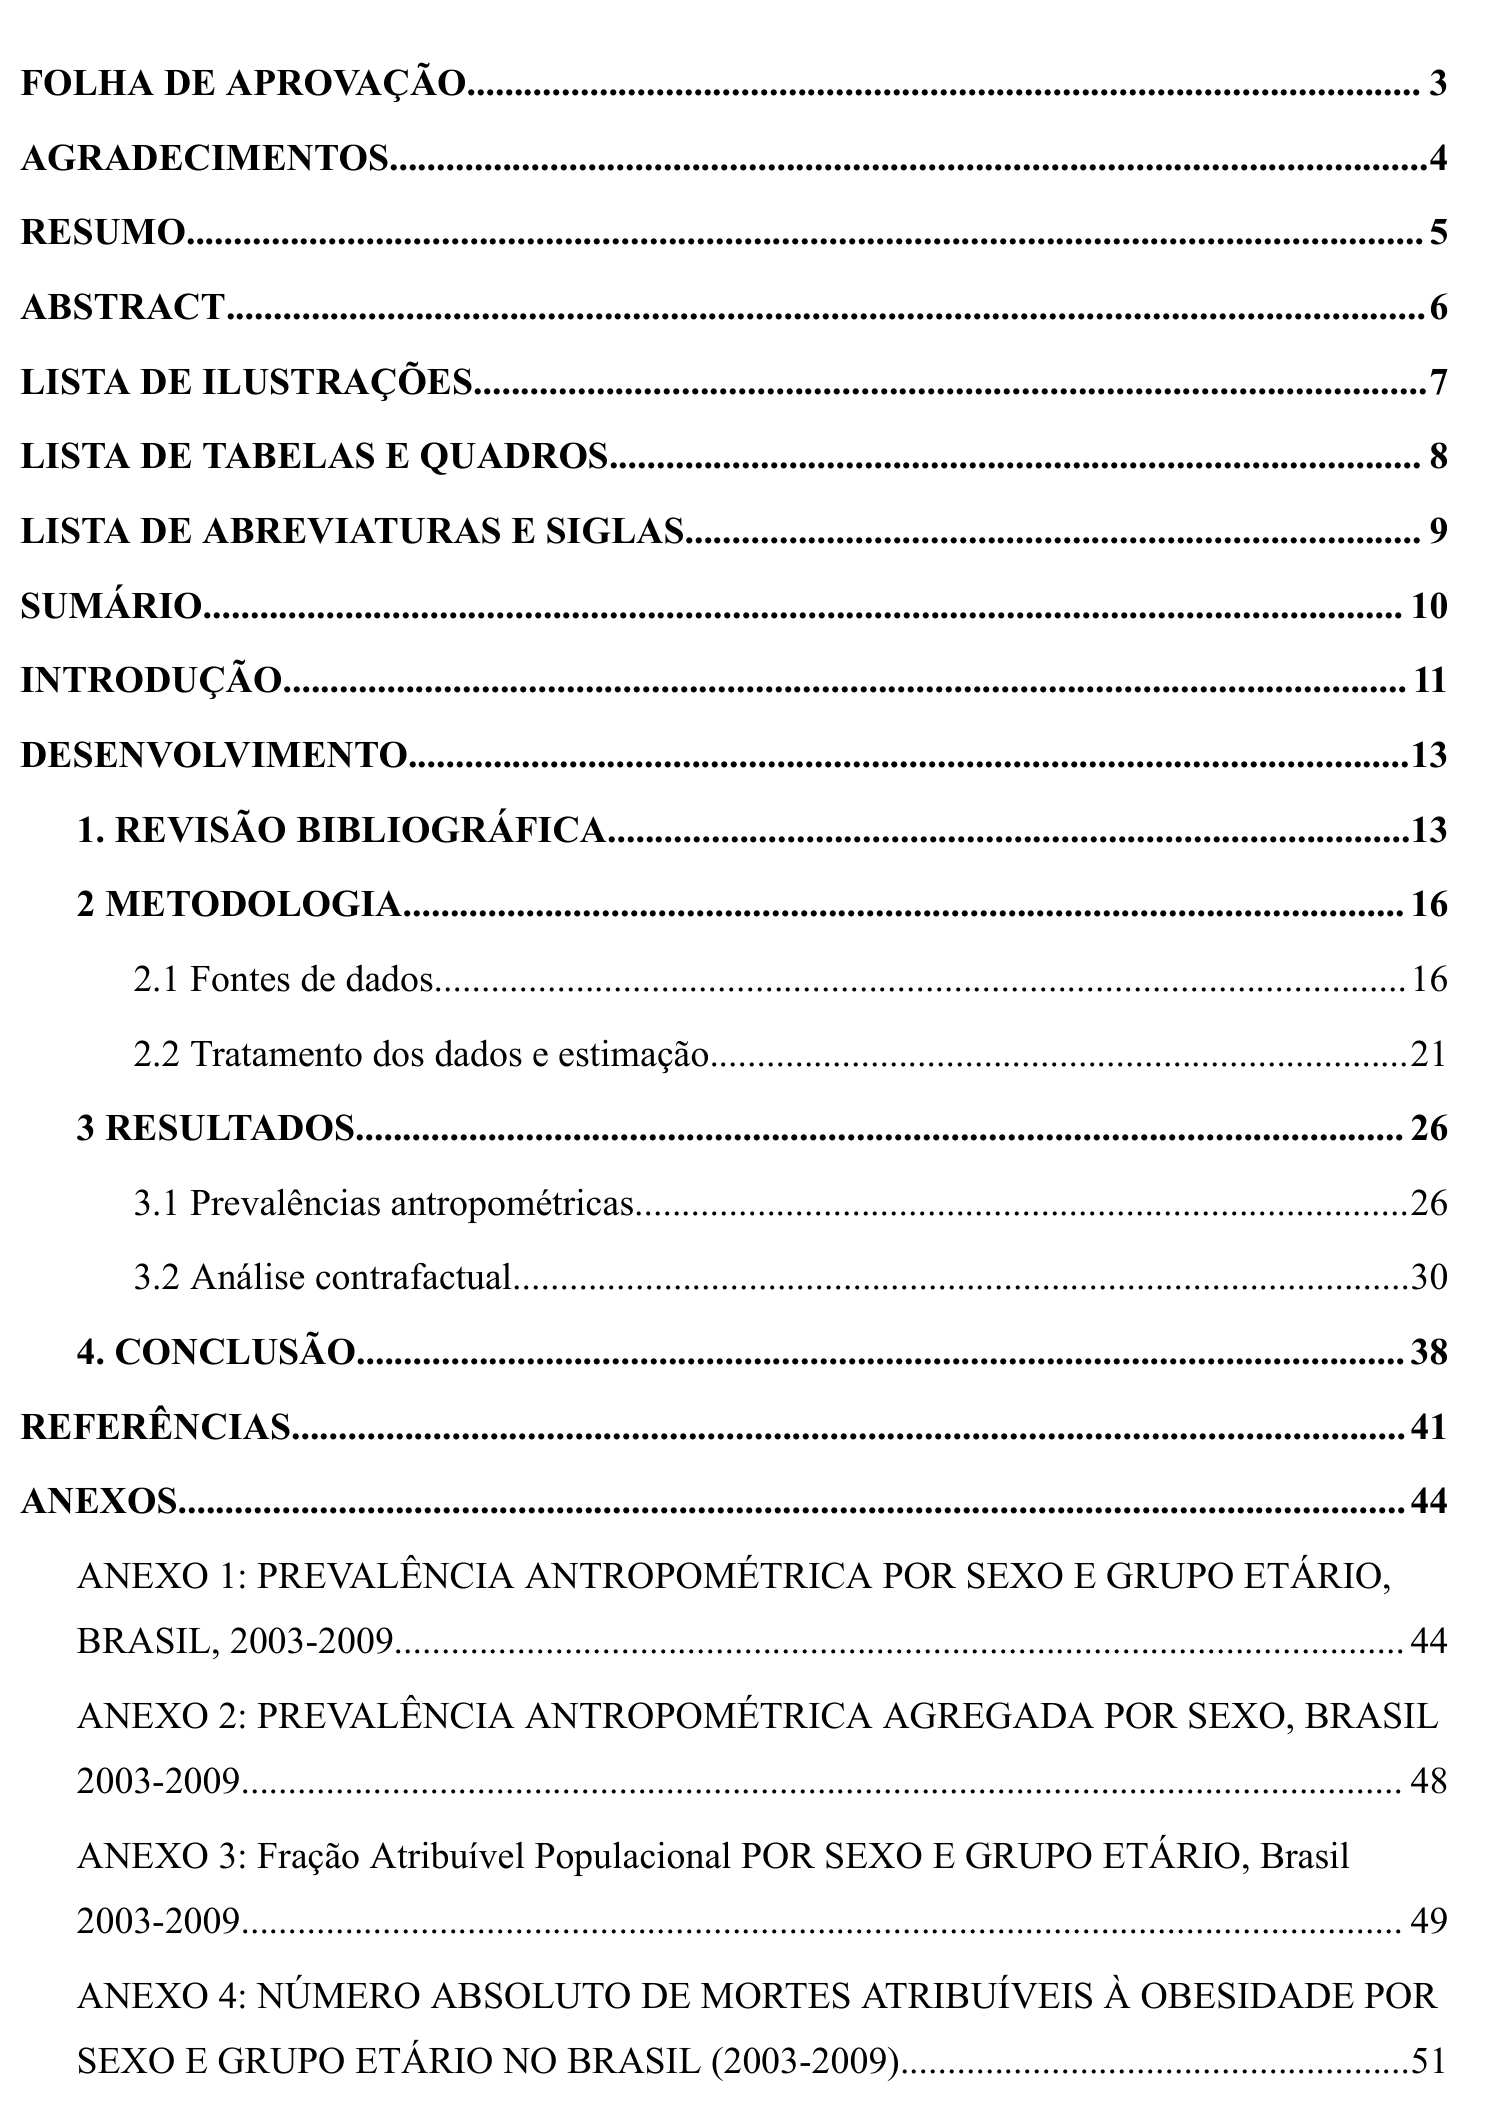 FOLHA DE APROVAÇÃO........................................................................................................ 3
AGRADECIMENTOS.................................................................................................................4
RESUMO....................................................................................................................................... 5
ABSTRACT...................................................................................................................................6
LISTA DE ILUSTRAÇÕES........................................................................................................7
LISTA DE TABELAS E QUADROS......................................................................................... 8
LISTA DE ABREVIATURAS E SIGLAS................................................................................. 9
SUMÁRIO................................................................................................................................... 10
INTRODUÇÃO.......................................................................................................................... 11
DESENVOLVIMENTO.............................................................................................................13
1. REVISÃO BIBLIOGRÁFICA........................................................................................13
2 METODOLOGIA............................................................................................................. 16
2.1 Fontes de dados.......................................................................................................... 16
2.2 Tratamento dos dados e estimação............................................................................21
3 RESULTADOS.................................................................................................................. 26
3.1 Prevalências antropométricas....................................................................................26
3.2 Análise contrafactual.................................................................................................30
4. CONCLUSÃO.................................................................................................................. 38
REFERÊNCIAS......................................................................................................................... 41
ANEXOS..................................................................................................................................... 44
ANEXO 1: PREVALÊNCIA ANTROPOMÉTRICA POR SEXO E GRUPO ETÁRIO,
BRASIL, 2003-2009............................................................................................................. 44
ANEXO 2: PREVALÊNCIA ANTROPOMÉTRICA AGREGADA POR SEXO, BRASIL
2003-2009............................................................................................................................. 48
ANEXO 3: Fração Atribuível Populacional POR SEXO E GRUPO ETÁRIO, Brasil
2003-2009............................................................................................................................. 49
ANEXO 4: NÚMERO ABSOLUTO DE MORTES ATRIBUÍVEIS À OBESIDADE POR
SEXO E GRUPO ETÁRIO NO BRASIL (2003-2009)........................................................51